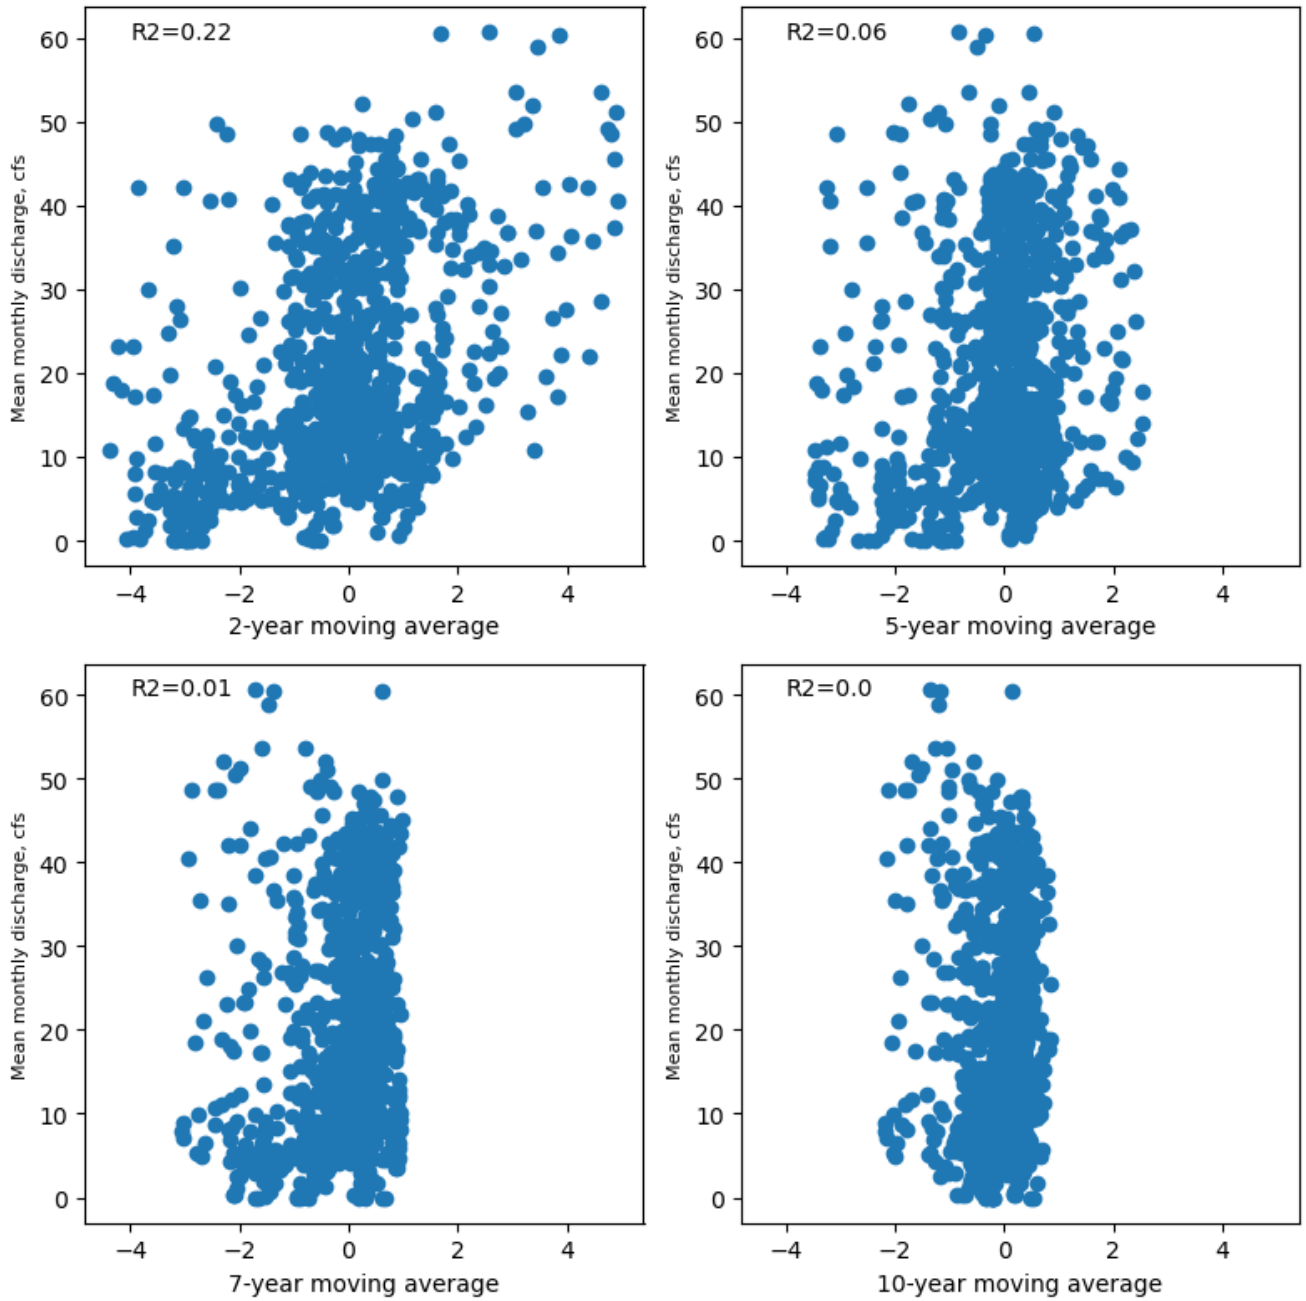 R2=0.22
60
50
40
30
20
10
0
Mean monthly discharge, cfs
−4 −2 0 2 4
2-year moving average
R2=0.06
60
50
40
30
20
10
0
Mean monthly discharge, cfs
−4 −2 0 2 4
5-year moving average
R2=0.01
60
50
40
30
20
10
0
Mean monthly discharge, cfs
−4 −2 0 2 4
7-year moving average
R2=0.0
60
50
40
30
20
10
0
Mean monthly discharge, cfs
−4 −2 0 2 4
10-year moving average